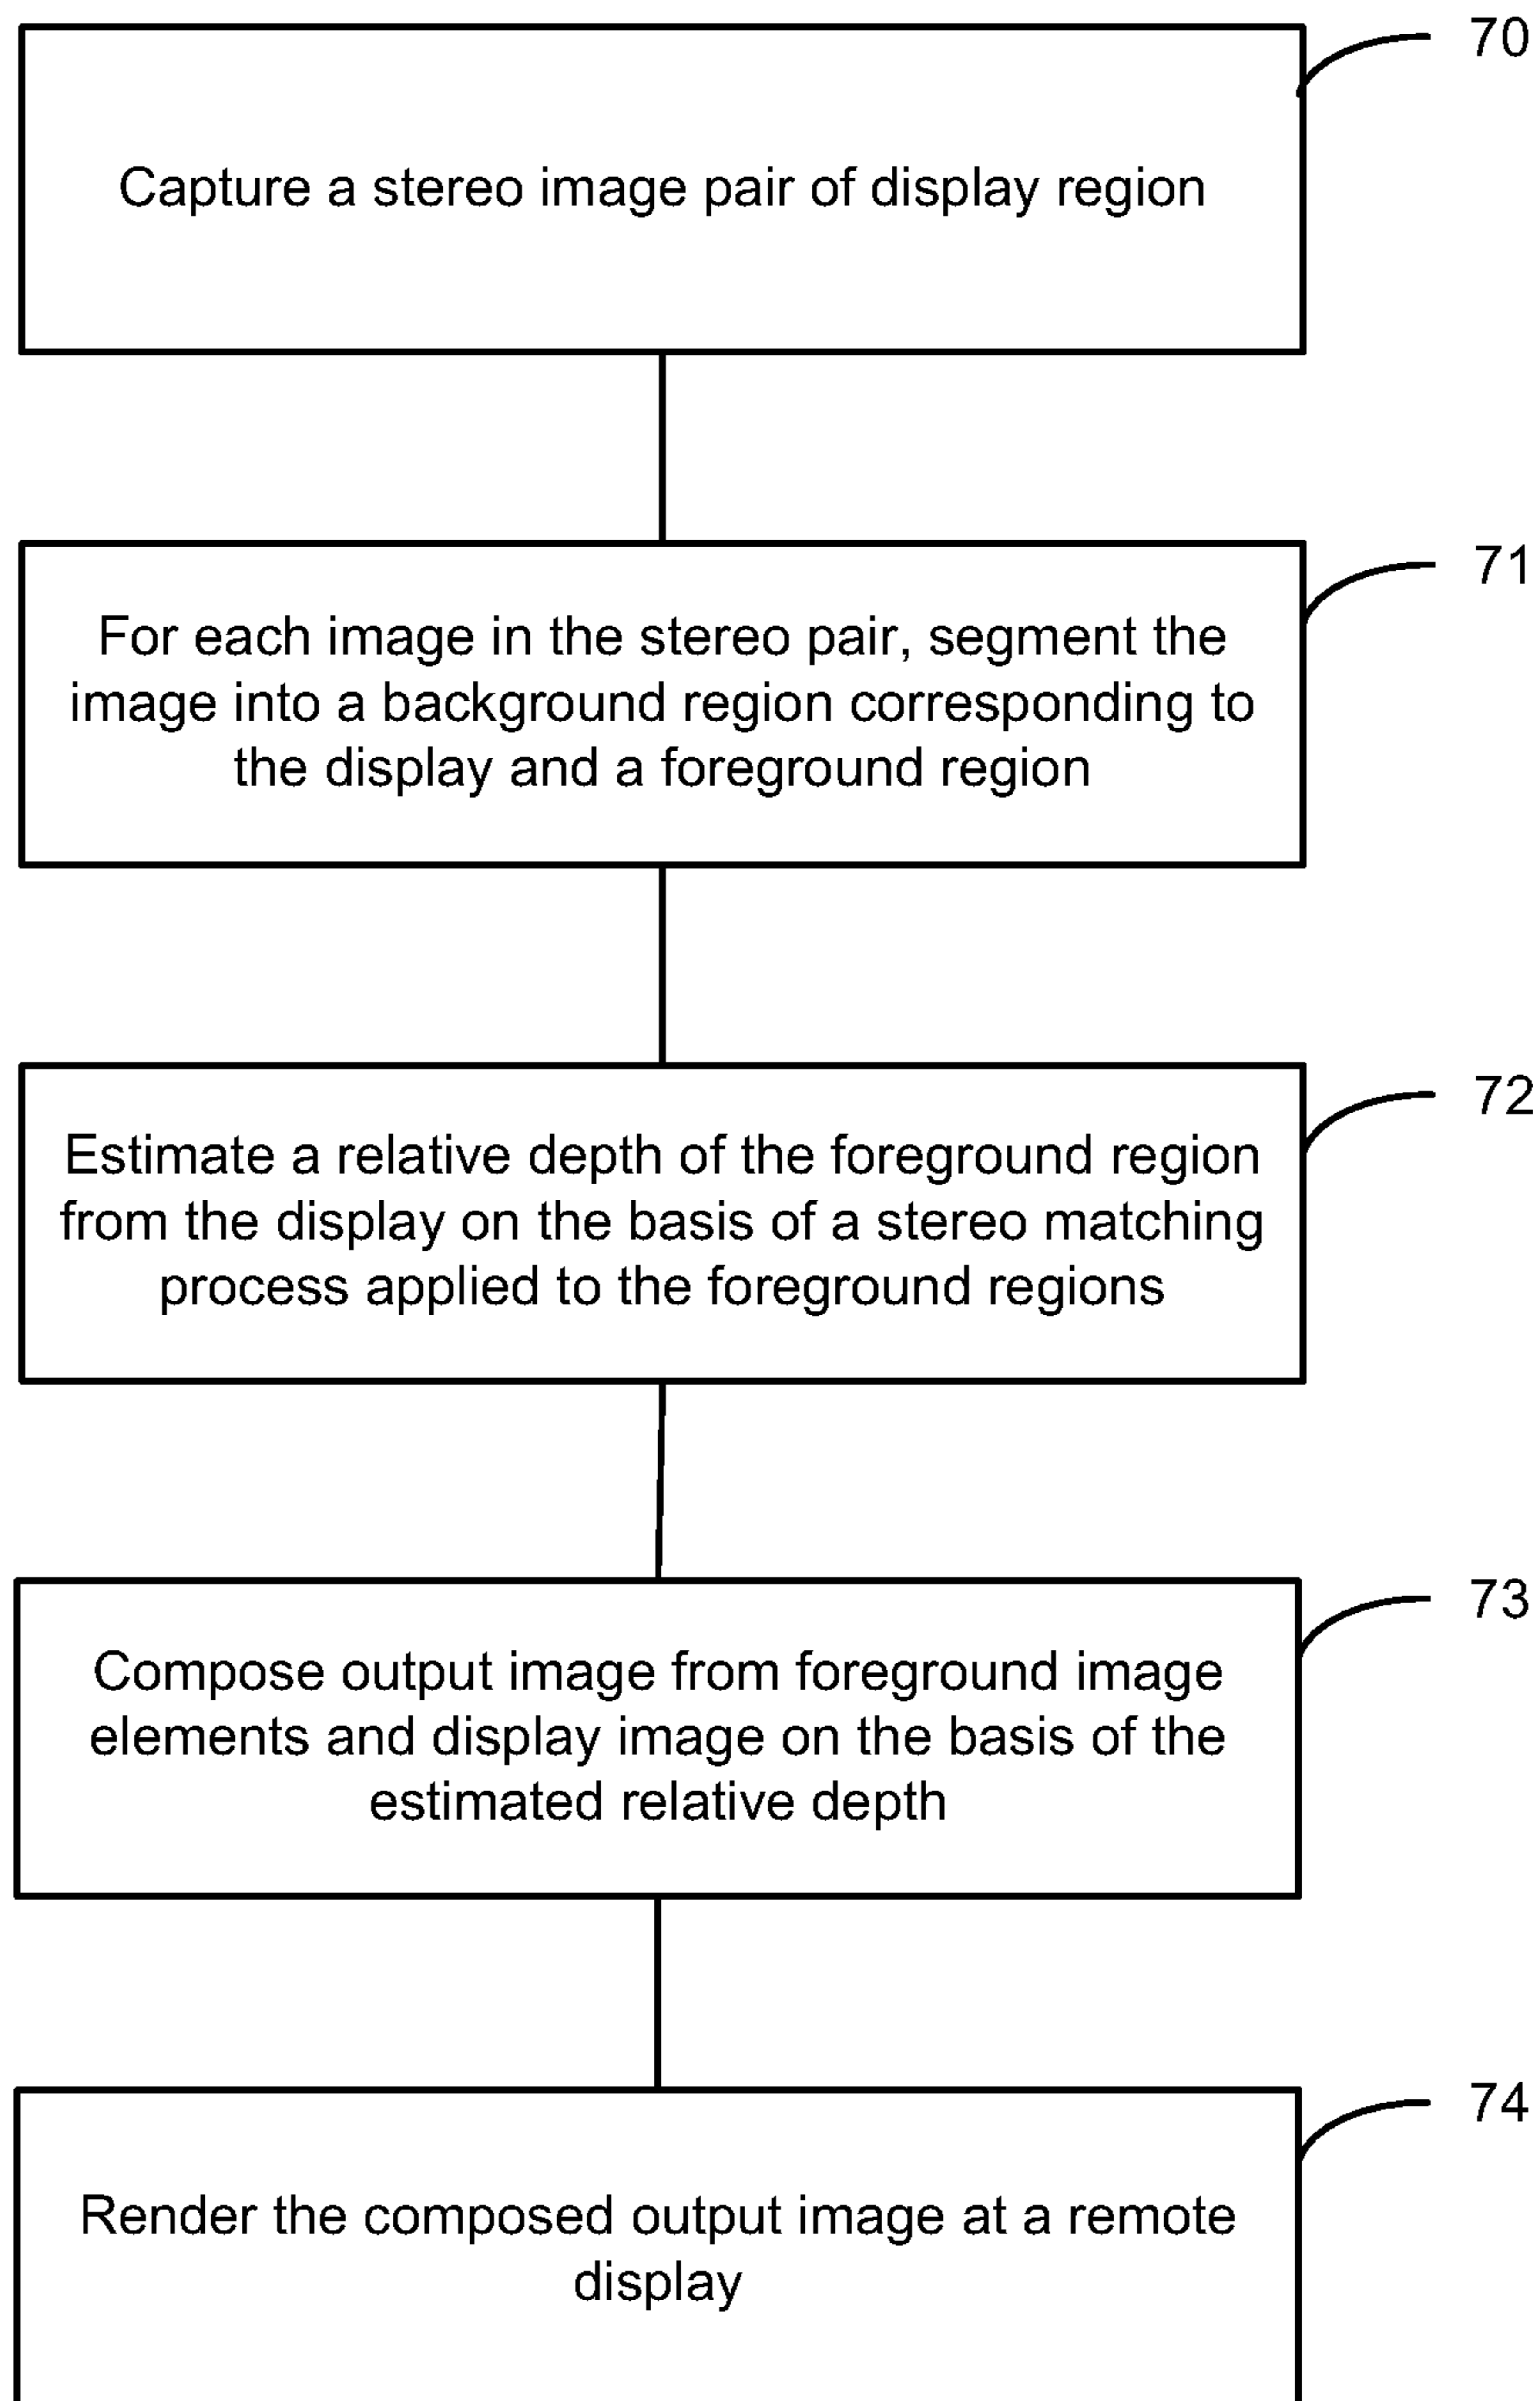 70
Capture a stereo image pair of display region
71
For each image in the stereo pair, segment the
image into a background region corresponding to
the display and a foreground region
72
Estimate a relative depth of the foreground region
from the display on the basis of a stereo matching
process applied to the foreground regions
73
Compose output image from foreground image
elements and display image on the basis of the
estimated relative depth
74
Render the composed output image at a remote
display